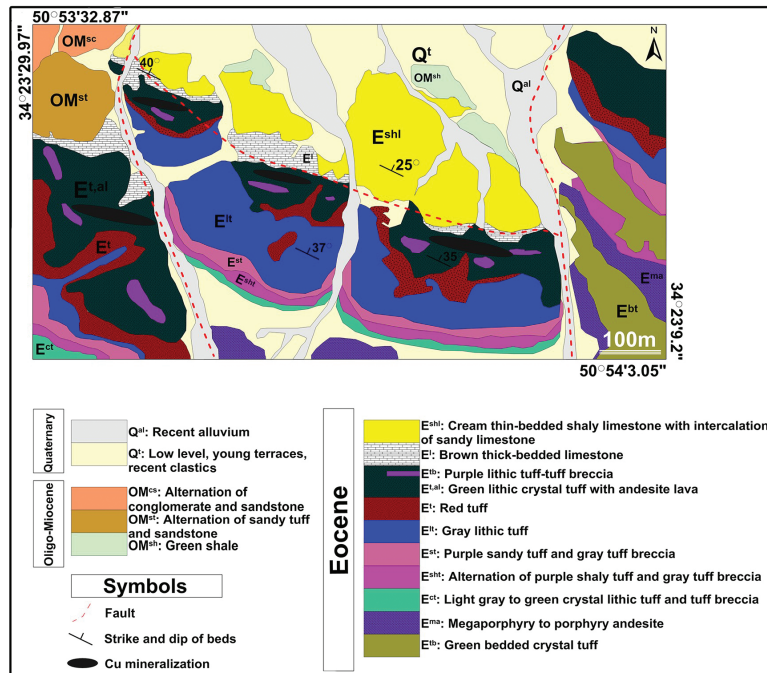 50○53'32.87"
34○23'29.97"
OMsc
40○
N
Qt
OMsh
Qal
OMst
Eshl
El
25○
Et,al
Elt
Et
37○
35
Est
Esht
Ema
Ebt
Ect
34○23'9.2"
100m
50○54'3.05"
Quaternary
Qal: Recent alluvium
Qt: Low level, young terraces,
recent clastics
Oligo-Miocene
OMcs: Alternation of
conglomerate and sandstone
OMst: Alternation of sandy tuff
and sandstone
OMsh: Green shale
Symbols
Fault
Strike and dip of beds
Cu mineralization
Eocene
Eshl: Cream thin-bedded shaly limestone with intercalation
of sandy limestone
El: Brown thick-bedded limestone
Etb: Purple lithic tuff-tuff breccia
Et,al: Green lithic crystal tuff with andesite lava
Et: Red tuff
Elt: Gray lithic tuff
Est: Purple sandy tuff and gray tuff breccia
Esht: Alternation of purple shaly tuff and gray tuff breccia
Ect: Light gray to green crystal lithic tuff and tuff breccia
Ema: Megaporphyry to porphyry andesite
Etb: Green bedded crystal tuff